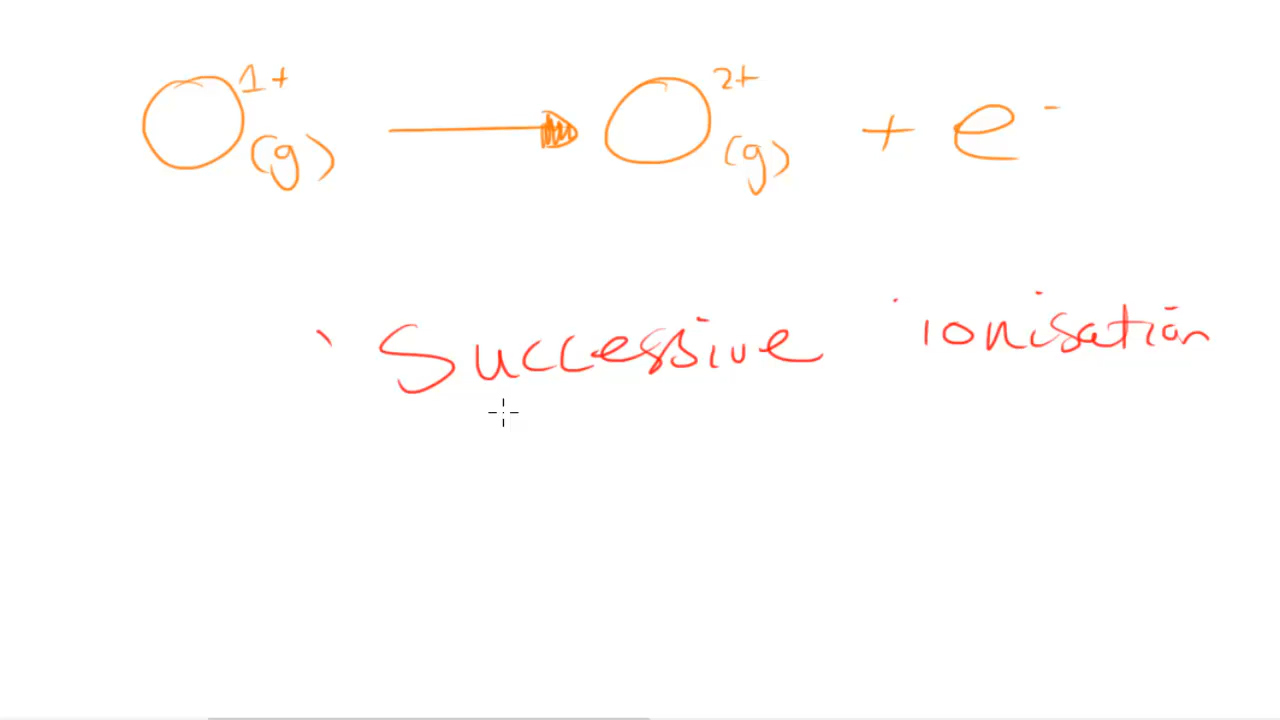 O¹⁺(g) → O²⁺(g) + e⁻
Successive ionisation